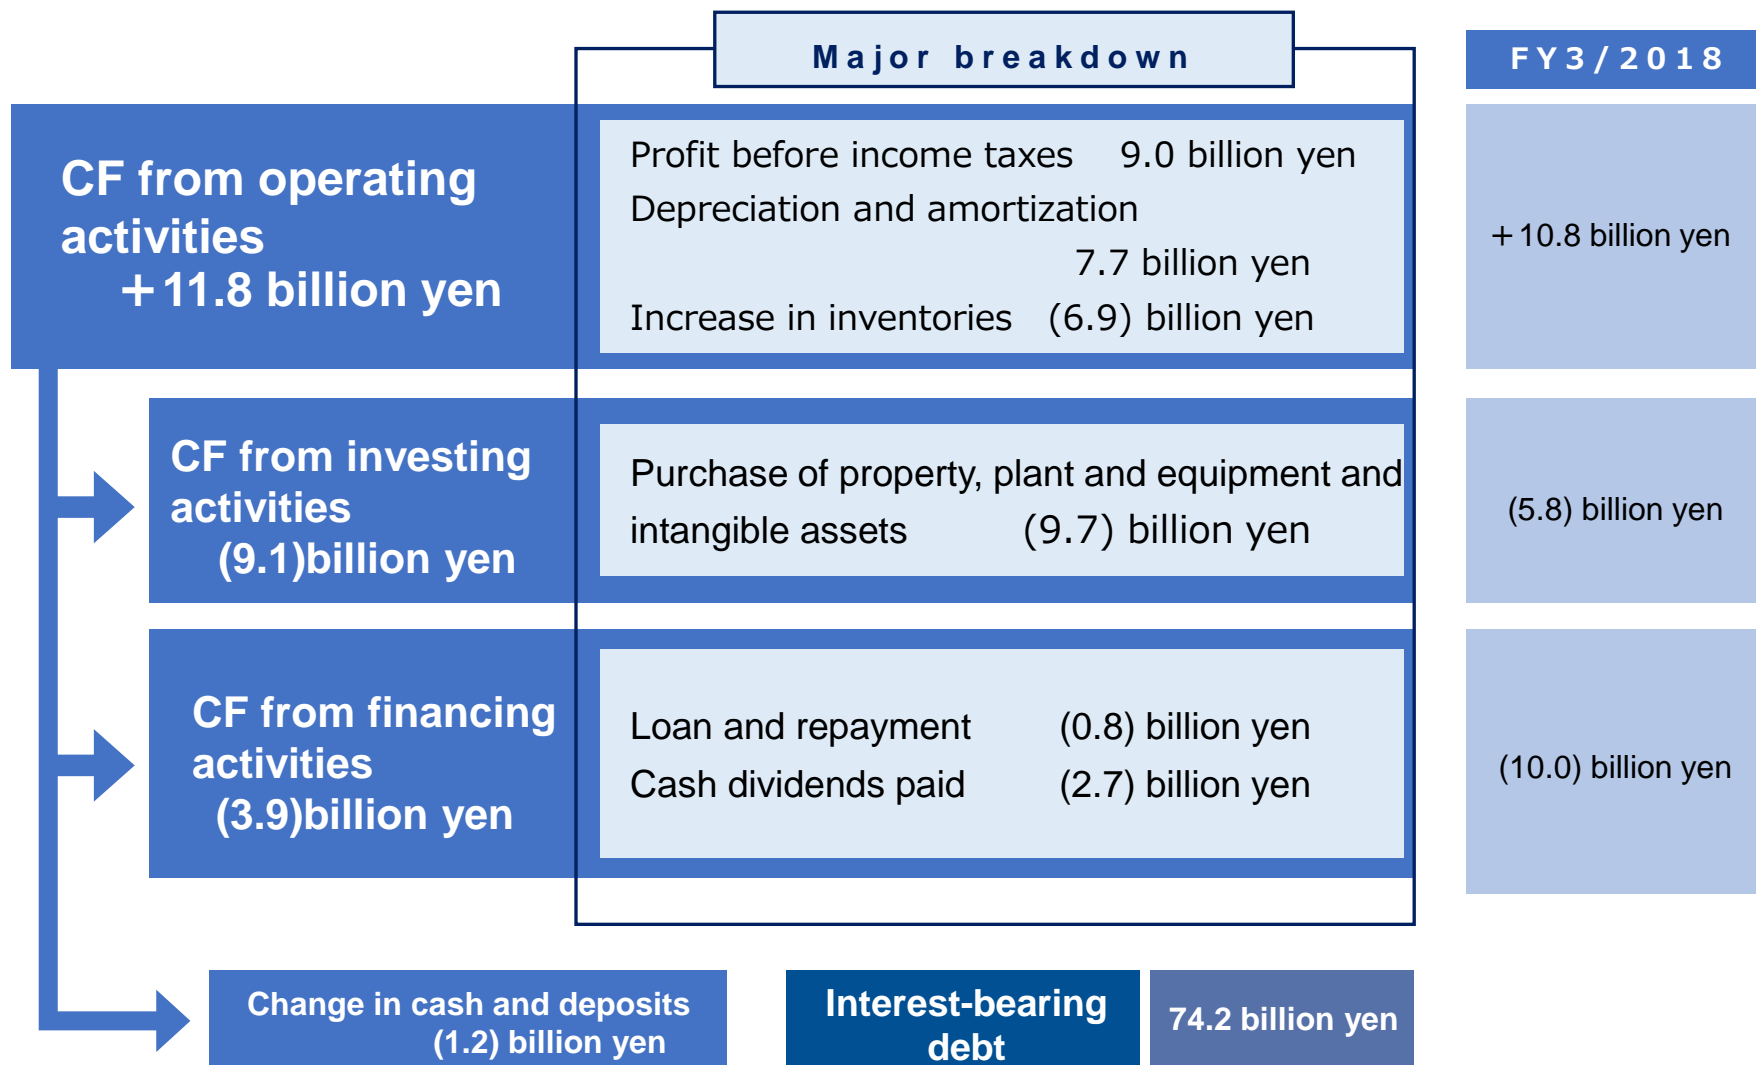 Major breakdown
FY3/2018
CF from operating
activities
+11.8 billion yen
Profit before income taxes 9.0 billion yen
Depreciation and amortization
7.7 billion yen
Increase in inventories (6.9) billion yen
+10.8 billion yen
CF from investing
activities
(9.1)billion yen
Purchase of property, plant and equipment and
intangible assets (9.7) billion yen
(5.8) billion yen
CF from financing
activities
(3.9)billion yen
Loan and repayment (0.8) billion yen
Cash dividends paid (2.7) billion yen
(10.0) billion yen
Change in cash and deposits
(1.2) billion yen
Interest-bearing
debt
74.2 billion yen